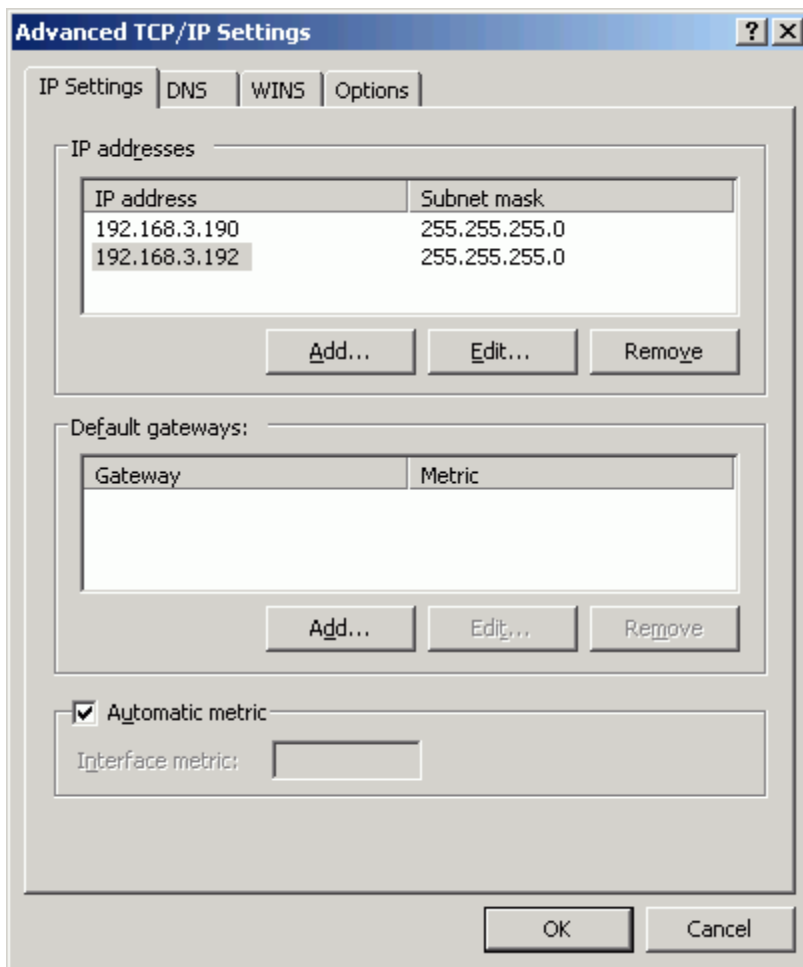 Advanced TCP/IP Settings
IP Settings DNS WINS Options
IP addresses
IP address Subnet mask
192.168.3.190 255.255.255.0
192.168.3.192 255.255.255.0
Add... Edit... Remove
Default gateways:
Gateway Metric
Add... Edit... Remove
Automatic metric
Interface metric:
OK Cancel